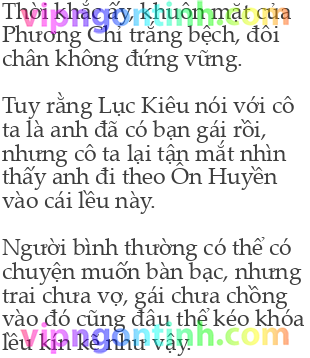 Thời khắc ấy, khuôn mặt của
Phương Chỉ trắng bệch, đôi
chân không đứng vững.
Tuy rằng Lục Kiêu nói với cô
ta là anh đã có bạn gái rồi,
nhưng cô ta lại tận mắt nhìn
thấy anh đi theo Ôn Huyền
vào cái lều này.
Người bình thường có thể có
chuyện muốn bàn bạc, nhưng
trai chưa vợ, gái chưa chồng
vào đó cũng đâu thể kéo khóa
lều kín kẽ như vậy.
vipngontinh.com
vipngontinh.com